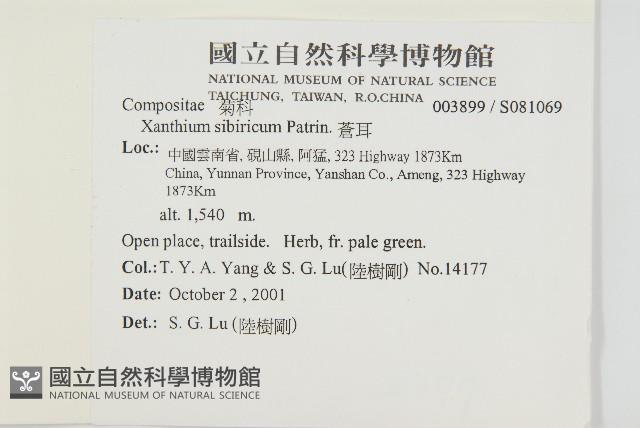 國立自然科學博物館
NATIONAL MUSEUM OF NATURAL SCIENCE
TAICHUNG, TAIWAN, R.O.CHINA
Compositae 菊科 003899 / S081069
Xanthium sibiricum Patrin. 蒼耳
Loc.: 中國雲南省, 硯山縣, 阿猛, 323 Highway 1873Km
China, Yunnan Province, Yanshan Co., Ameng, 323 Highway
1873Km
alt. 1,540 m.
Open place, trailside. Herb, fr. pale green.
Col.: T. Y. A. Yang & S. G. Lu(陸樹剛) No.14177
Date: October 2 , 2001
Det.: S. G. Lu (陸樹剛)
國立自然科學博物館
NATIONAL MUSEUM OF NATURAL SCIENCE